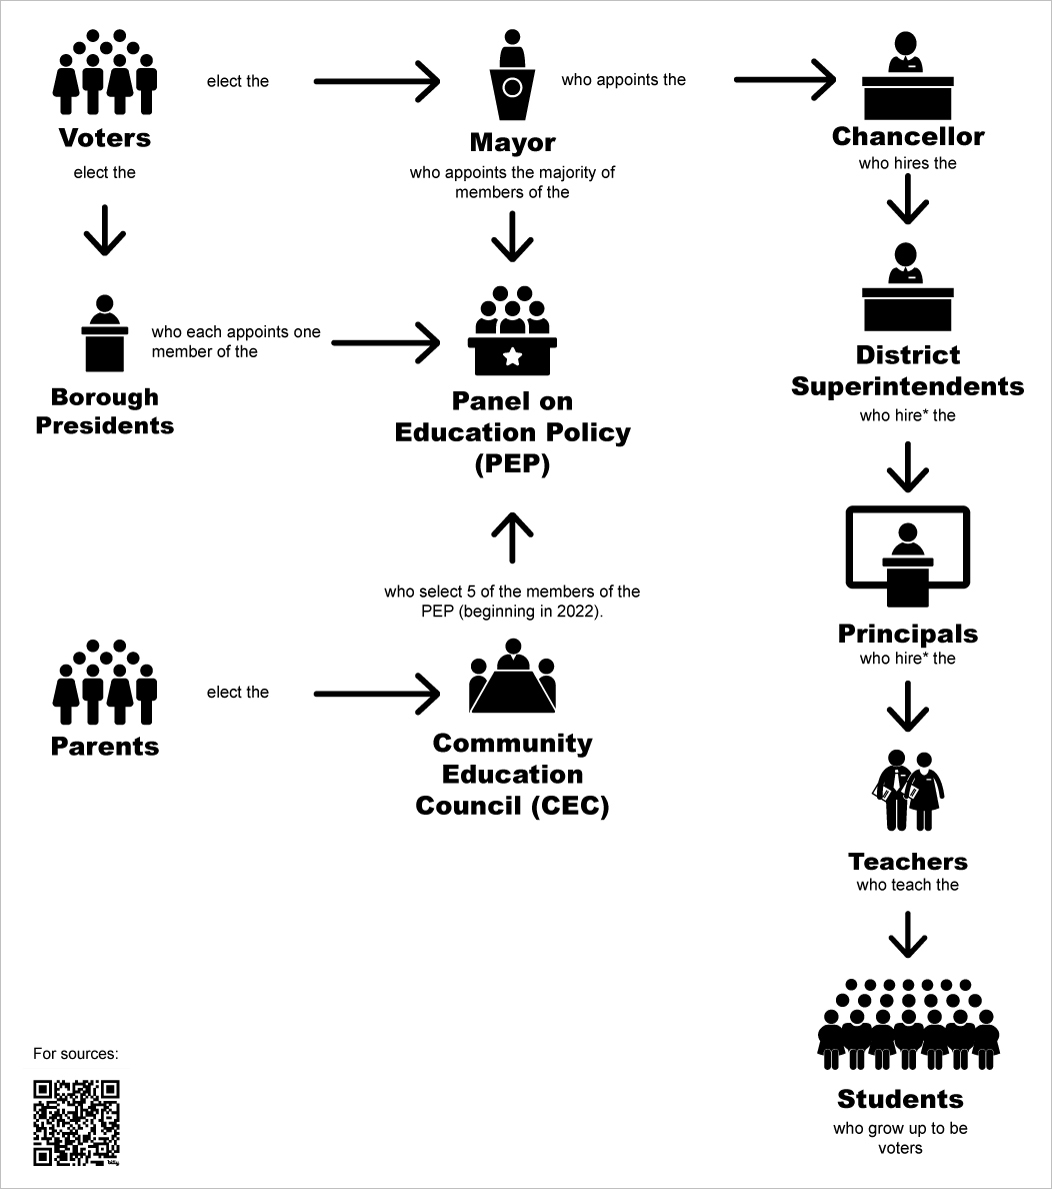 elect the
who appoints the
Voters
Mayor
Chancellor
elect the
who appoints the majority of
members of the
who hires the
who each appoints one
member of the
Borough
Presidents
Panel on
Education Policy
(PEP)
District
Superintendents
who hire* the
who select 5 of the members of the
PEP (beginning in 2022).
Principals
who hire* the
elect the
Parents
Community
Education
Council (CEC)
Teachers
who teach the
For sources:
bitly
Students
who grow up to be
voters